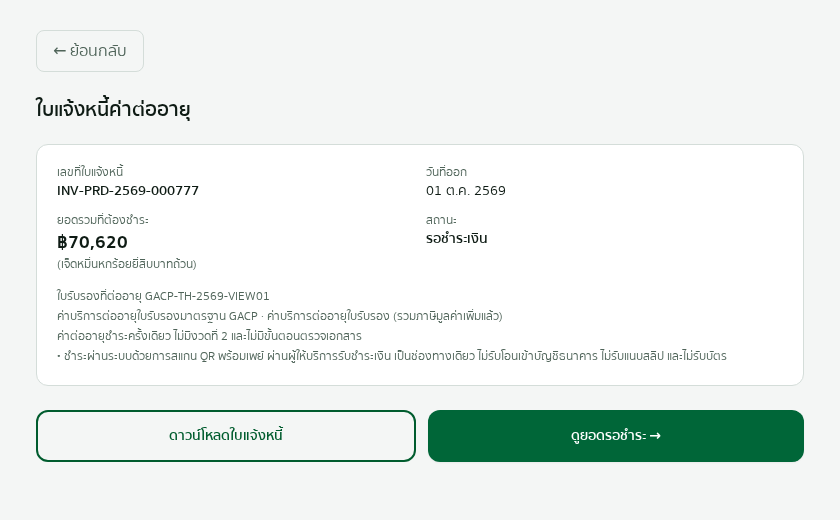 ← ย้อนกลับ
ใบแจ้งหนี้ค่าต่ออายุ
เลขที่ใบแจ้งหนี้
INV-PRD-2569-000777
วันที่ออก
01 ต.ค. 2569
ยอดรวมที่ต้องชำระ
฿70,620
(เจ็ดหมื่นหกร้อยยี่สิบบาทถ้วน)
สถานะ
รอชำระเงิน
ใบรับรองที่ต่ออายุ GACP-TH-2569-VIEW01
ค่าบริการต่ออายุใบรับรองมาตรฐาน GACP · ค่าบริการต่ออายุใบรับรอง (รวมภาษีมูลค่าเพิ่มแล้ว)
ค่าต่ออายุชำระครั้งเดียว ไม่มีงวดที่ 2 และไม่มีขั้นตอนตรวจเอกสาร
• ชำระผ่านระบบด้วยการสแกน QR พร้อมเพย์ ผ่านผู้ให้บริการรับชำระเงิน เป็นช่องทางเดียว ไม่รับโอนเข้าบัญชีธนาคาร ไม่รับแนบสลิป และไม่รับบัตร
ดาวน์โหลดใบแจ้งหนี้
ดูยอดรอชำระ →